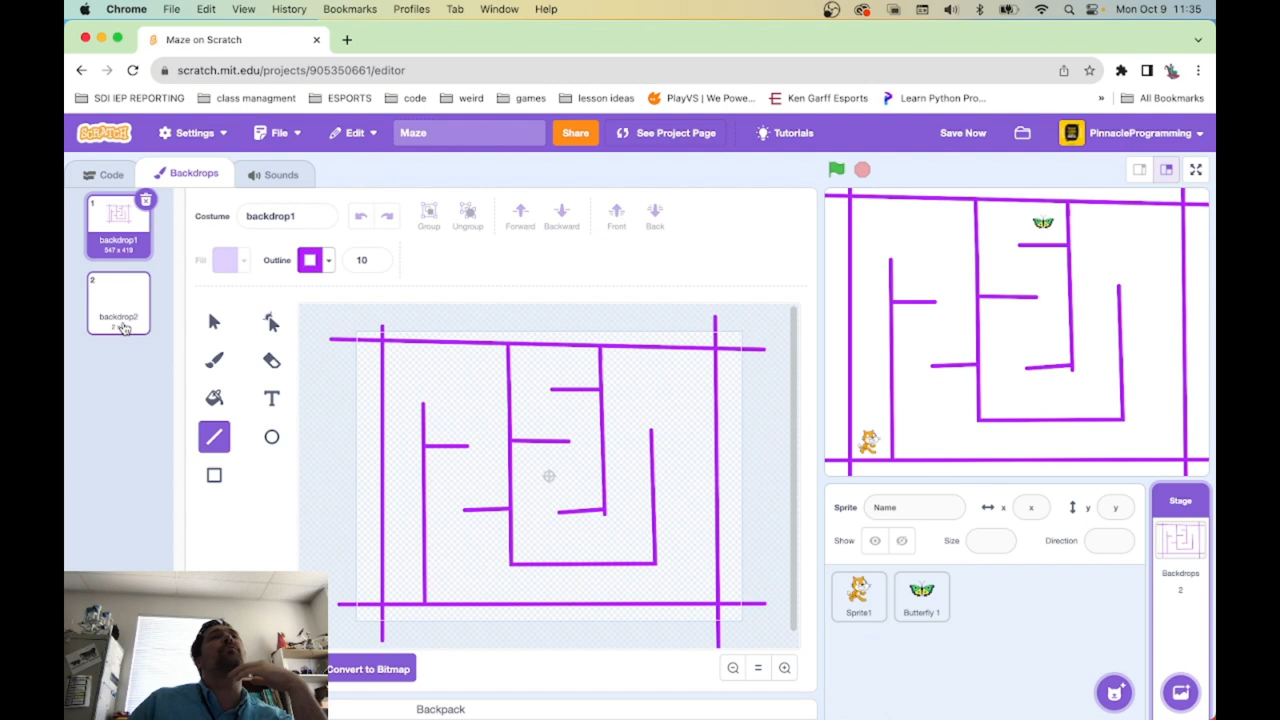 Chrome File Edit View History Bookmarks Profiles Tab Window Help Mon Oct 9 11:35
Maze on Scratch
scratch.mit.edu/projects/905350661/editor
SDI IEP REPORTING class managment ESPORTS code weird games lesson ideas PlayVS | We Powe... Ken Garff Esports Learn Python Pro... » All Bookmarks
SCRATCH Settings File Edit Maze Share See Project Page Tutorials Save Now PinnacleProgramming
Code Backdrops Sounds
1
backdrop1
547 x 419
2
backdrop2
Costume backdrop1 Group Ungroup Forward Backward Front Back
Fill Outline 10
T
Convert to Bitmap
Backpack
Sprite Name x x y y
Show Size Direction
Sprite1 Butterfly 1
Stage
Backdrops
2